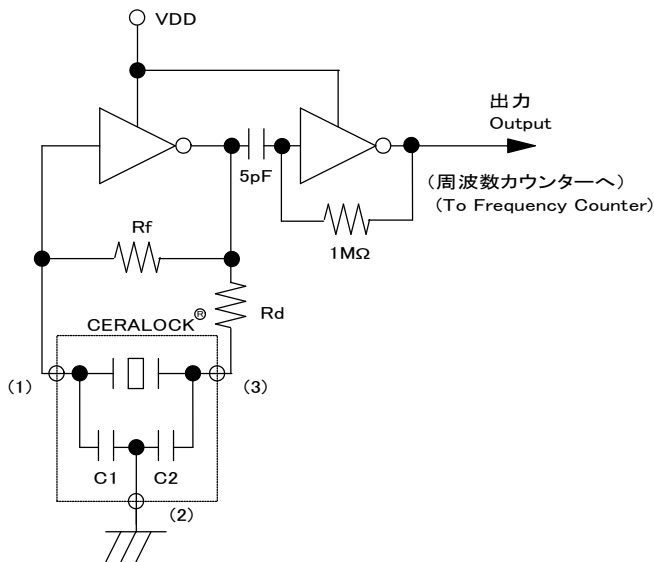 VDD
出力
Output
5pF
(周波数カウンターへ)
(To Frequency Counter)
Rf
1MΩ
Rd
CERALOCK®
(1)
(3)
C1
C2
(2)